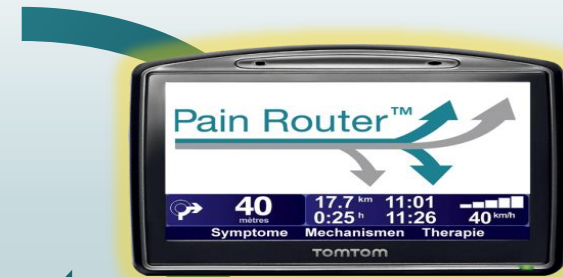 Pain Router™
40 17.7 km 11:01
mètres 0:25 h 11:26 40 km/h
Symptome Mechanismen Therapie
TOMTOM